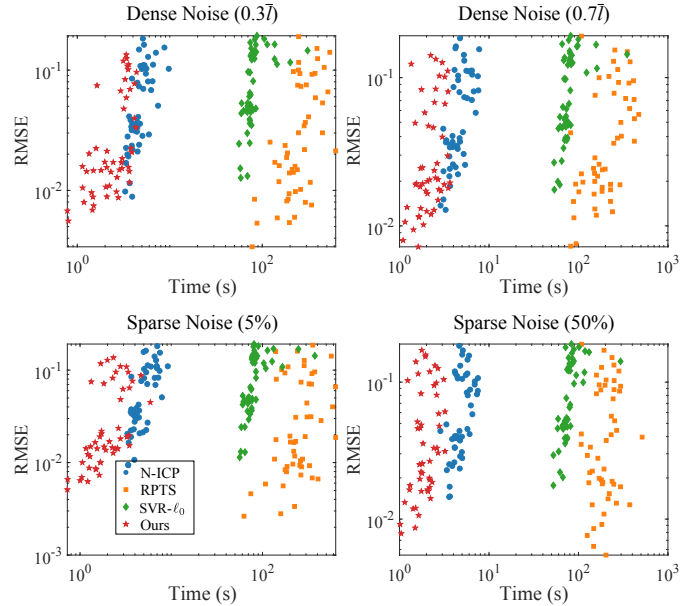 Dense Noise (0.3l̄)
Dense Noise (0.7l̄)
RMSE
10⁻¹
10⁻²
10⁰
10²
Time (s)
RMSE
10⁻¹
10⁻²
10⁰
10¹
10²
10³
Time (s)
Sparse Noise (5%)
Sparse Noise (50%)
RMSE
10⁻¹
10⁻²
10⁻³
10⁰
10²
Time (s)
N-ICP
RPTS
SVR-ℓ₀
Ours
RMSE
10⁻¹
10⁻²
10⁰
10¹
10²
10³
Time (s)